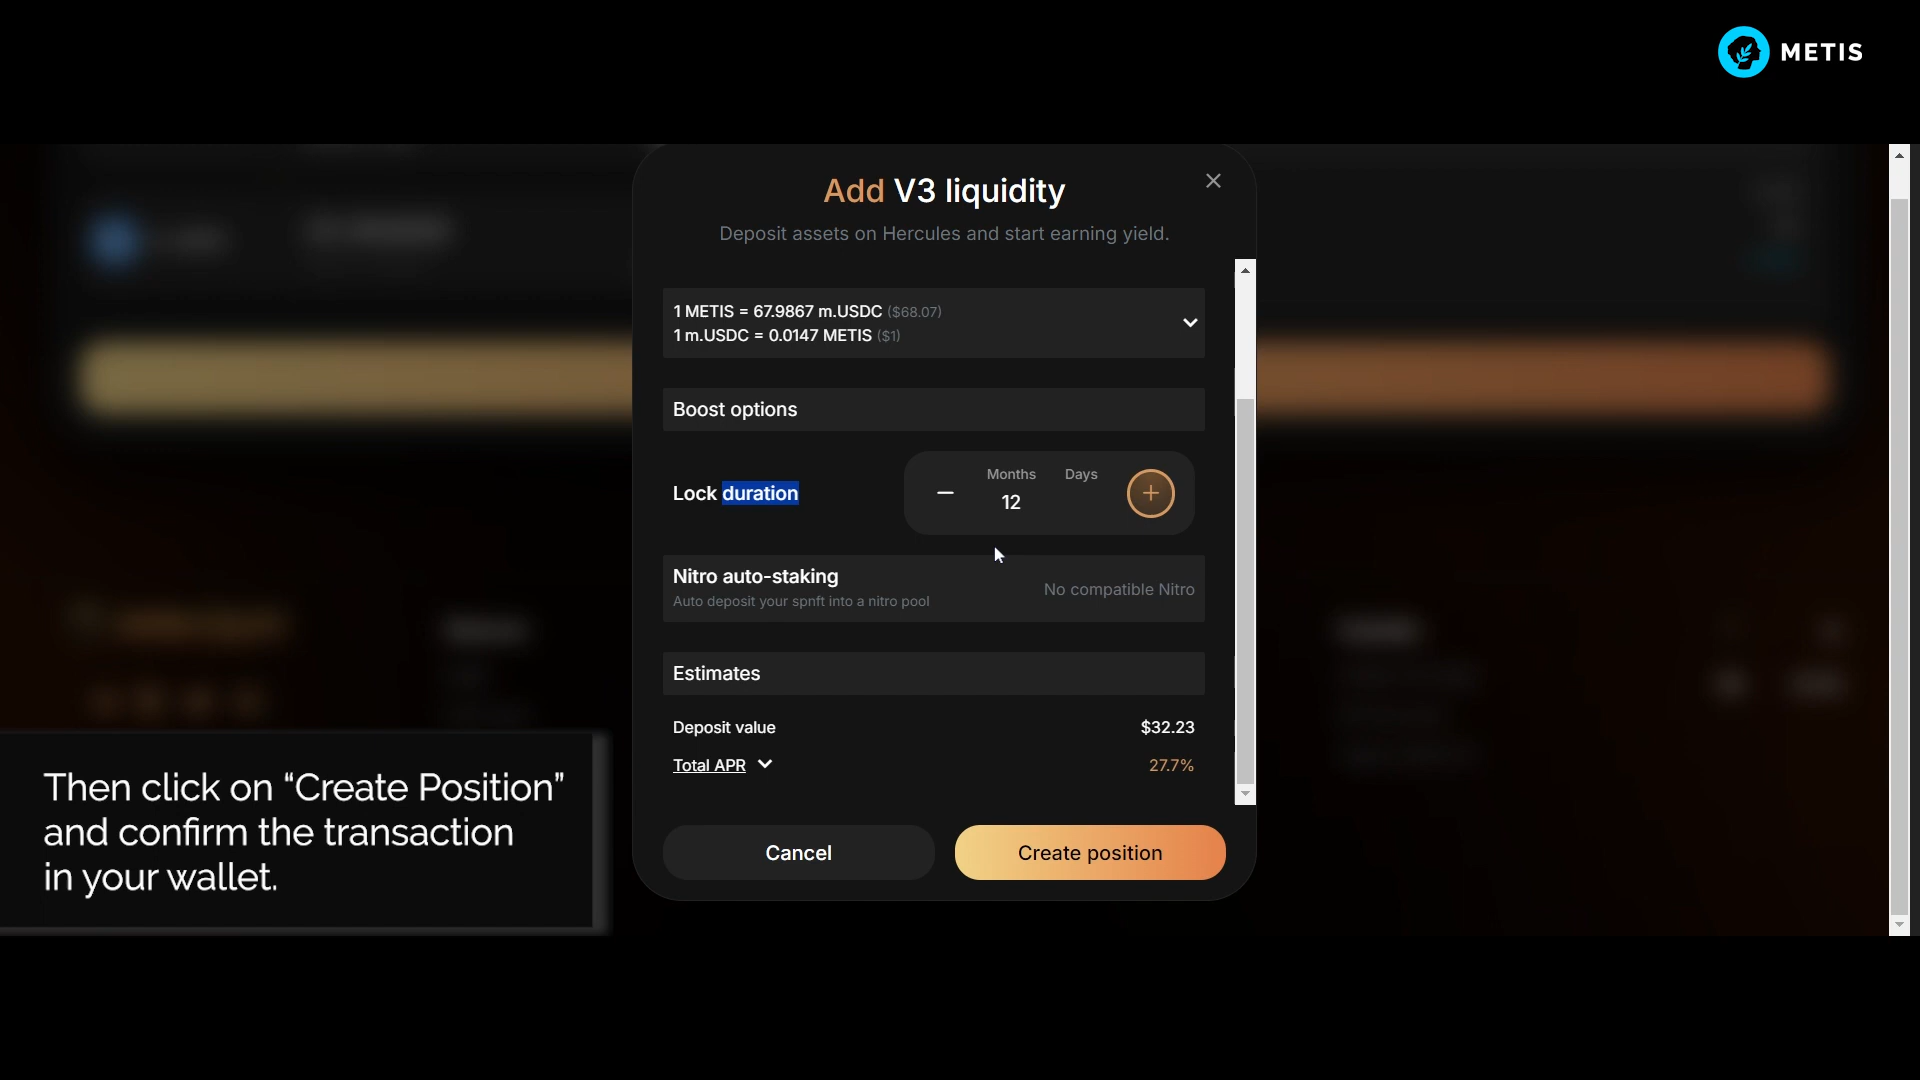 METIS
Add V3 liquidity
Deposit assets on Hercules and start earning yield.
1 METIS = 67.9867 m.USDC ($68.07)
1 m.USDC = 0.0147 METIS ($1)
Boost options
Months Days
Lock duration
12
Nitro auto-staking
Auto deposit your spnft into a nitro pool
No compatible Nitro
Estimates
Deposit value $32.23
Total APR 27.7%
Cancel Create position
Then click on “Create Position”
and confirm the transaction
in your wallet.